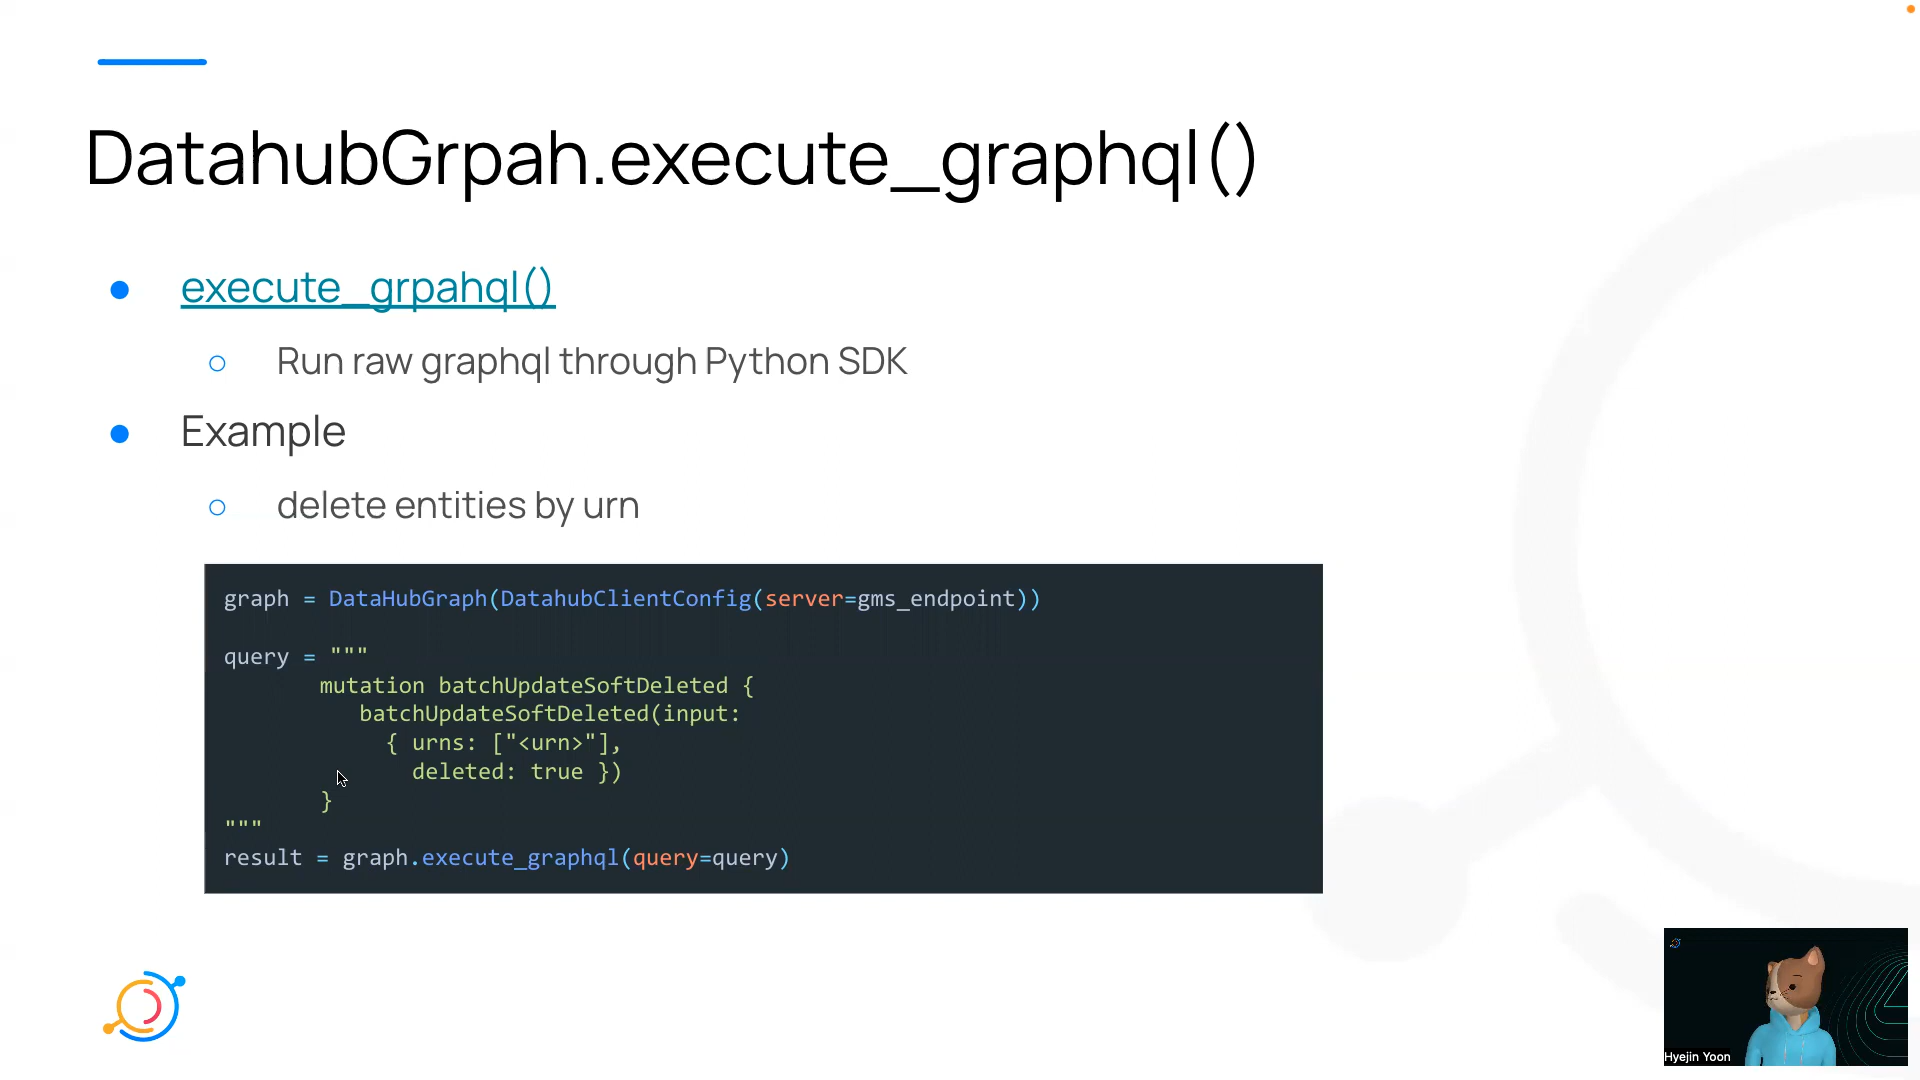 DatahubGrpah.execute_graphql()
● execute_grpahql()
○ Run raw graphql through Python SDK
● Example
○ delete entities by urn
graph = DataHubGraph(DatahubClientConfig(server=gms_endpoint))
query = """
mutation batchUpdateSoftDeleted {
batchUpdateSoftDeleted(input:
{ urns: ["<urn>"],
deleted: true })
}
"""
result = graph.execute_graphql(query=query)
Hyejin Yoon